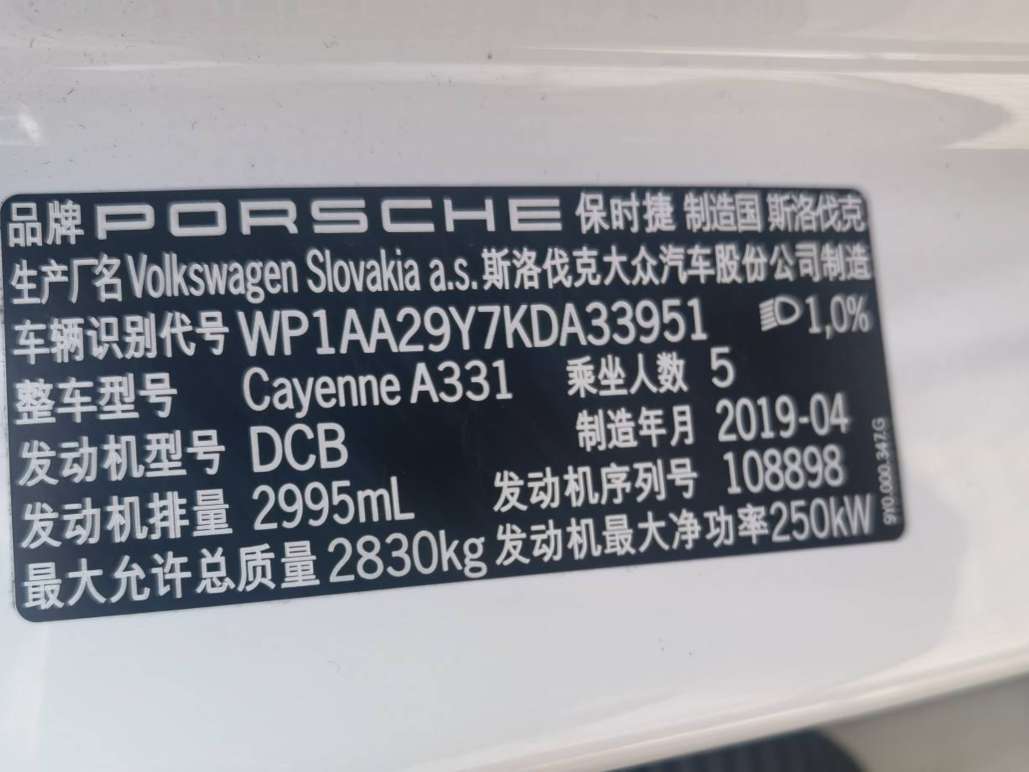 品牌 PORSCHE 保时捷 制造国 斯洛伐克
生产厂名 Volkswagen Slovakia a.s. 斯洛伐克大众汽车股份公司制造
车辆识别代号 WP1AA29Y7KDA33951 1,0%
整车型号 Cayenne A331 乘坐人数 5
发动机型号 DCB 制造年月 2019-04
发动机排量 2995mL 发动机序列号 108898
最大允许总质量 2830kg 发动机最大净功率 250kW
9Y0.000.347.G